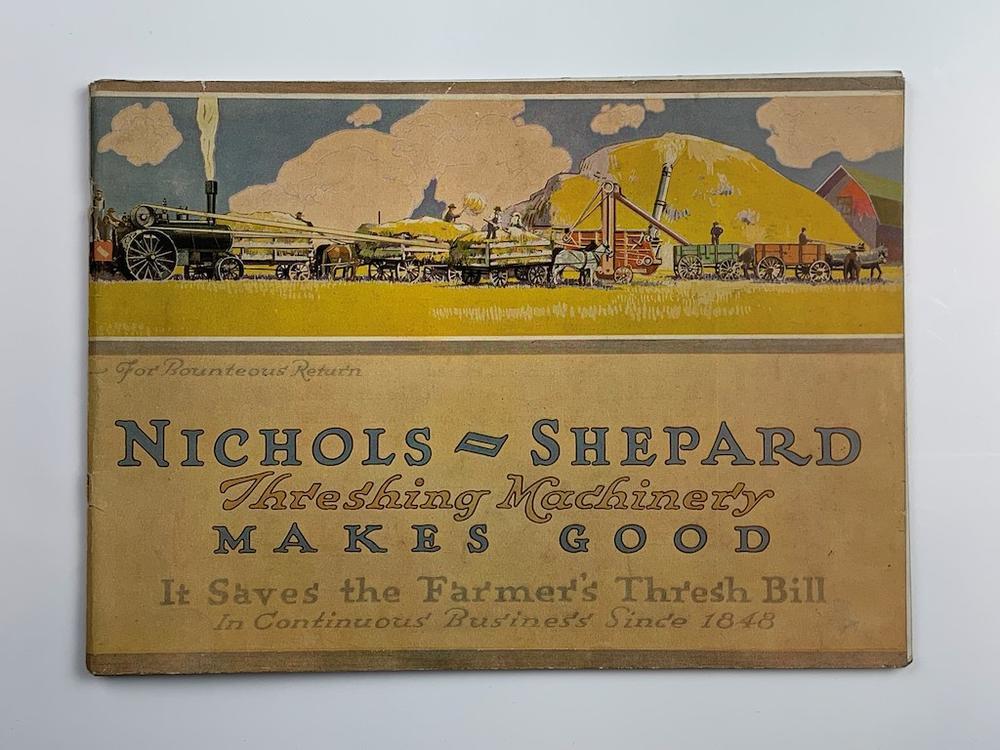 For Bounteous Return
NICHOLS = SHEPARD
Threshing Machinery
MAKES GOOD
It Saves the Farmer's Thresh Bill
In Continuous Business Since 1848